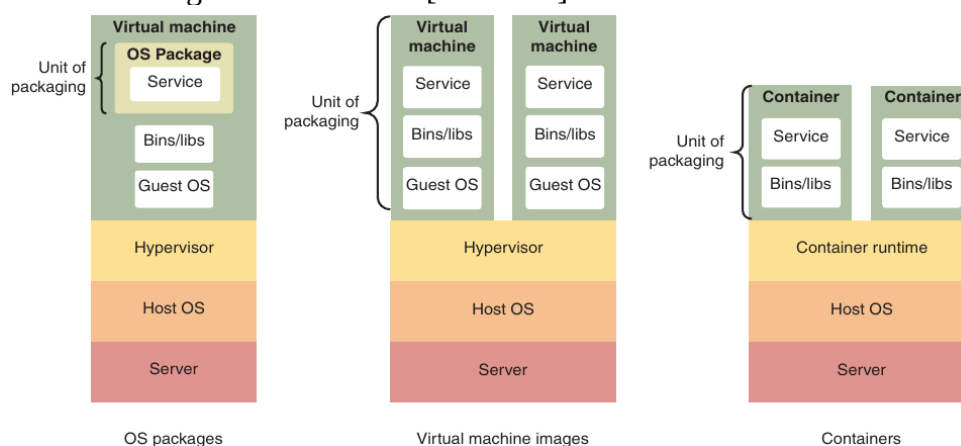 Virtual machine
OS Package
Service
Unit of
packaging
Bins/libs
Guest OS
Hypervisor
Host OS
Server
OS packages
Virtual
machine
Virtual
machine
Unit of
packaging
Service
Service
Bins/libs
Bins/libs
Guest OS
Guest OS
Hypervisor
Host OS
Server
Virtual machine images
Container
Container
Unit of
packaging
Service
Service
Bins/libs
Bins/libs
Container runtime
Host OS
Server
Containers